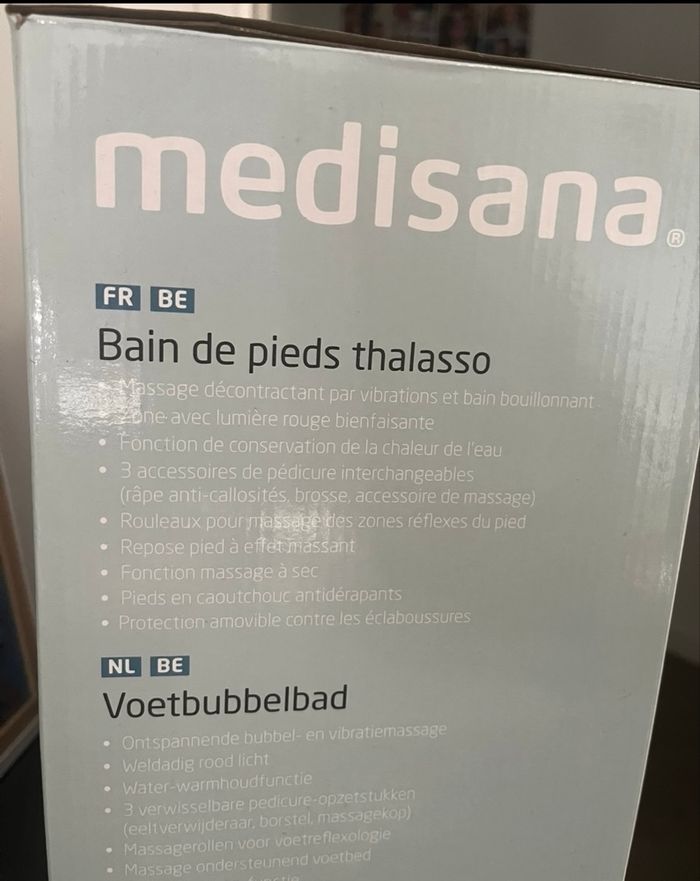 medisana®
FR BE
Bain de pieds thalasso
• Massage décontractant par vibrations et bain bouillonnant
• Zone avec lumière rouge bienfaisante
• Fonction de conservation de la chaleur de l'eau
• 3 accessoires de pédicure interchangeables
(râpe anti-callosités, brosse, accessoire de massage)
• Rouleaux pour massage des zones réflexes du pied
• Repose pied à effet massant
• Fonction massage à sec
• Pieds en caoutchouc antidérapants
• Protection amovible contre les éclaboussures
NL BE
Voetbubbelbad
• Ontspannende bubbel- en vibratiemassage
• Weldadig rood licht
• Water-warmhoudfunctie
• 3 verwisselbare pedicure-opzetstukken
(eeltverwijderaar, borstel, massagekop)
• Massagerollen voor voetreflexologie
• Massage ondersteunend voetbed